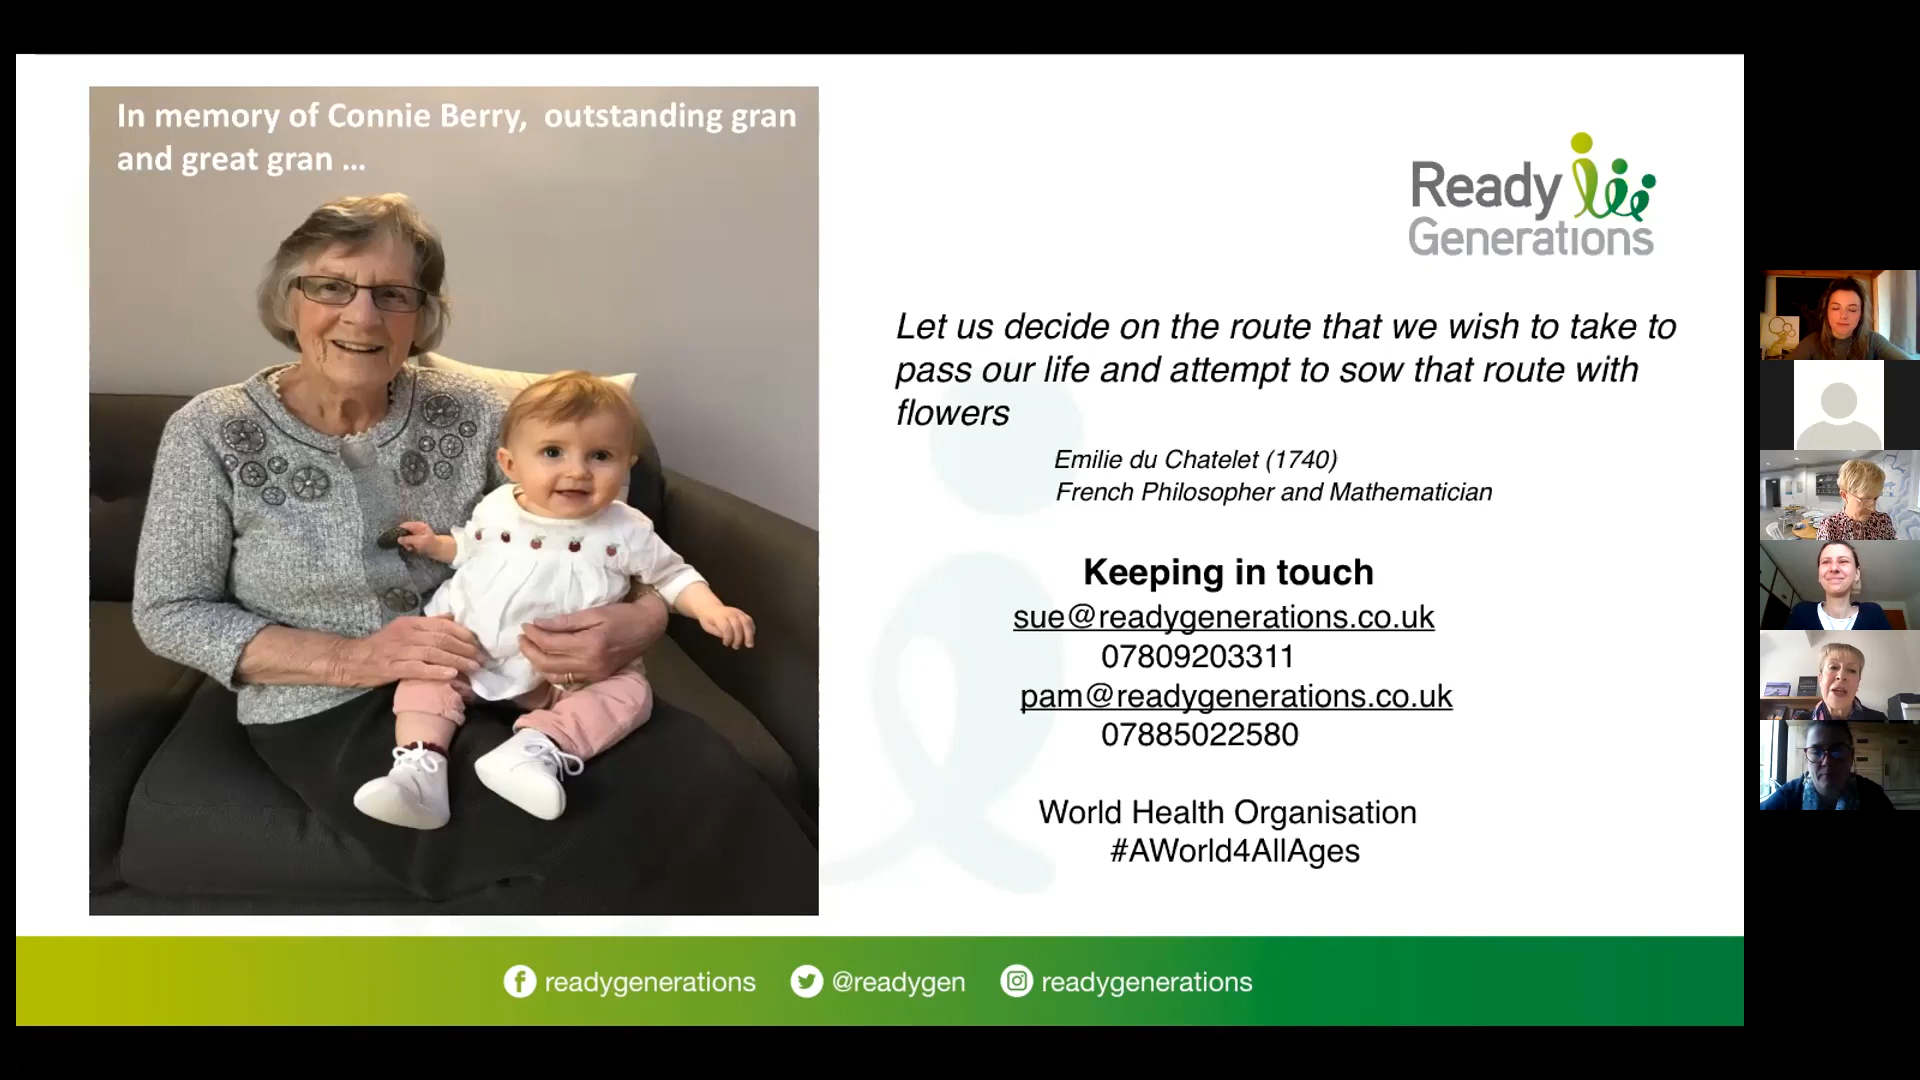 In memory of Connie Berry, outstanding gran
and great gran ...
Ready
Generations
Let us decide on the route that we wish to take to
pass our life and attempt to sow that route with
flowers
Emilie du Chatelet (1740)
French Philosopher and Mathematician
Keeping in touch
sue@readygenerations.co.uk
07809203311
pam@readygenerations.co.uk
07885022580
World Health Organisation
#AWorld4AllAges
readygenerations @readygen readygenerations